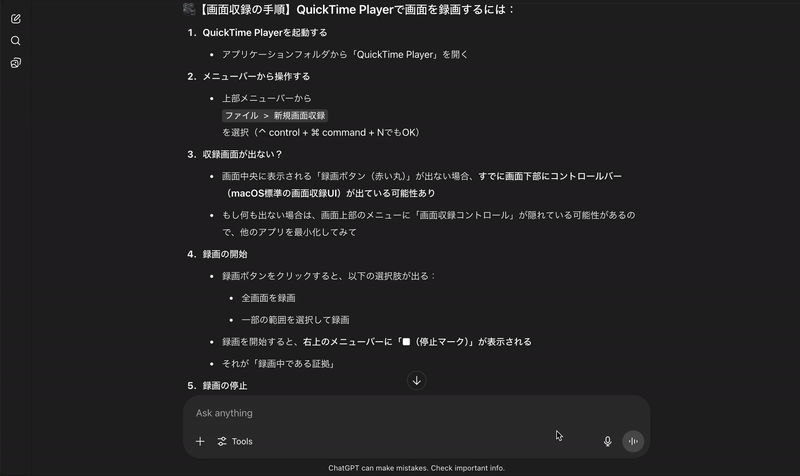 【画面収録の手順】QuickTime Playerで画面を録画するには：
1. QuickTime Playerを起動する
• アプリケーションフォルダから「QuickTime Player」を開く
2. メニューバーから操作する
• 上部メニューバーから
ファイル > 新規画面収録
を選択（^ control + ⌘ command + NでもOK）
3. 収録画面が出ない？
• 画面中央に表示される「録画ボタン（赤い丸）」が出ない場合、すでに画面下部にコントロールバー
（macOS標準の画面収録UI）が出ている可能性あり
• もし何も出ない場合は、画面上部のメニューに「画面収録コントロール」が隠れている可能性があるの
で、他のアプリを最小化してみて
4. 録画の開始
• 録画ボタンをクリックすると、以下の選択肢が出る：
• 全画面を録画
• 一部の範囲を選択して録画
• 録画を開始すると、右上のメニューバーに「■（停止マーク）」が表示される
• それが「録画中である証拠」
5. 録画の停止
Ask anything
Tools
ChatGPT can make mistakes. Check important info.